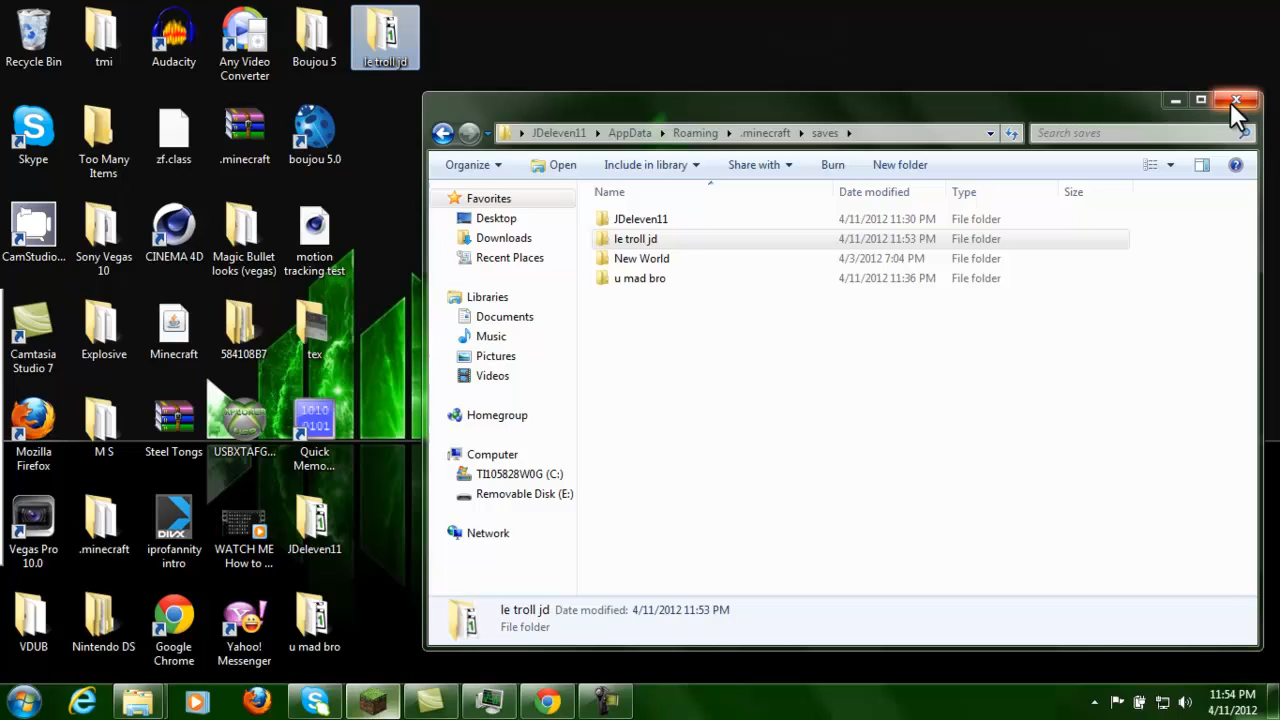 Recycle Bin
tmi
Audacity
Any Video
Converter
Boujou 5
le troll jd
Skype
Too Many
Items
zf.class
.minecraft
boujou 5.0
CamStudio...
Sony Vegas
10
CINEMA 4D
Magic Bullet
looks (vegas)
motion
tracking test
Camtasia
Studio 7
Explosive
Minecraft
584108B7
tex
Mozilla
Firefox
M S
Steel Tongs
USBXTAFG...
1010
0101
Quick
Memo...
Vegas Pro
10.0
.minecraft
DIVX
iprofannity
intro
WATCH ME
How to ...
JDeleven11
VDUB
Nintendo DS
Google
Chrome
Yahoo!
Messenger
u mad bro
JDeleven11
AppData
Roaming
.minecraft
saves
Search saves
Organize
Open
Include in library
Share with
Burn
New folder
Favorites
Desktop
Downloads
Recent Places
Libraries
Documents
Music
Pictures
Videos
Homegroup
Computer
TI105828W0G (C:)
Removable Disk (E:)
Network
Name Date modified Type Size
JDeleven11 4/11/2012 11:30 PM File folder
le troll jd 4/11/2012 11:53 PM File folder
New World 4/3/2012 7:04 PM File folder
u mad bro 4/11/2012 11:36 PM File folder
le troll jd Date modified: 4/11/2012 11:53 PM
File folder
11:54 PM
4/11/2012